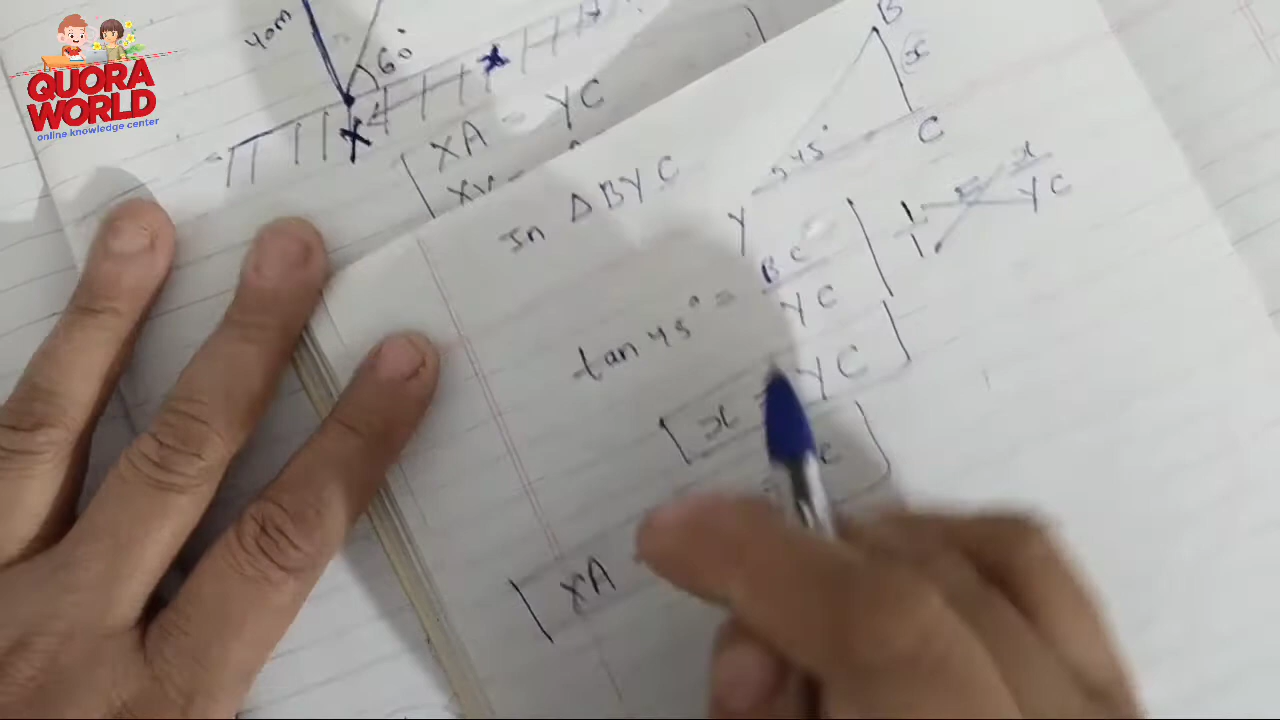 QUORA
WORLD
online knowledge center
40m
60°
X
XA = YC
B
x
C
45°
Y
In ΔBYC
tan 45° = BC / YC
1/1 = x / YC
x = YC
XA